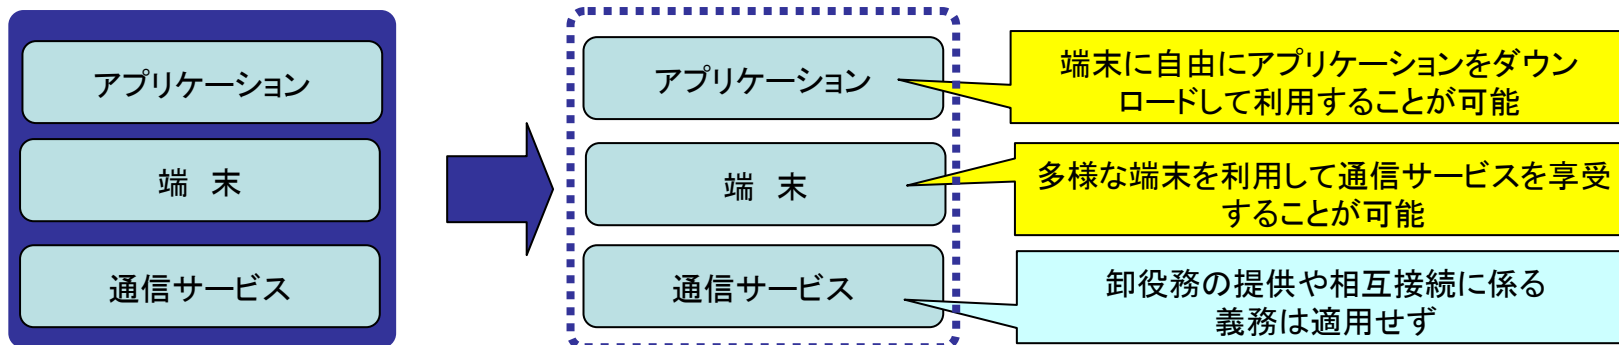 アプリケーション
端 末
通信サービス
アプリケーション
端 末
通信サービス
端末に自由にアプリケーションをダウン
ロードして利用することが可能
多様な端末を利用して通信サービスを享受
することが可能
卸役務の提供や相互接続に係る
義務は適用せず